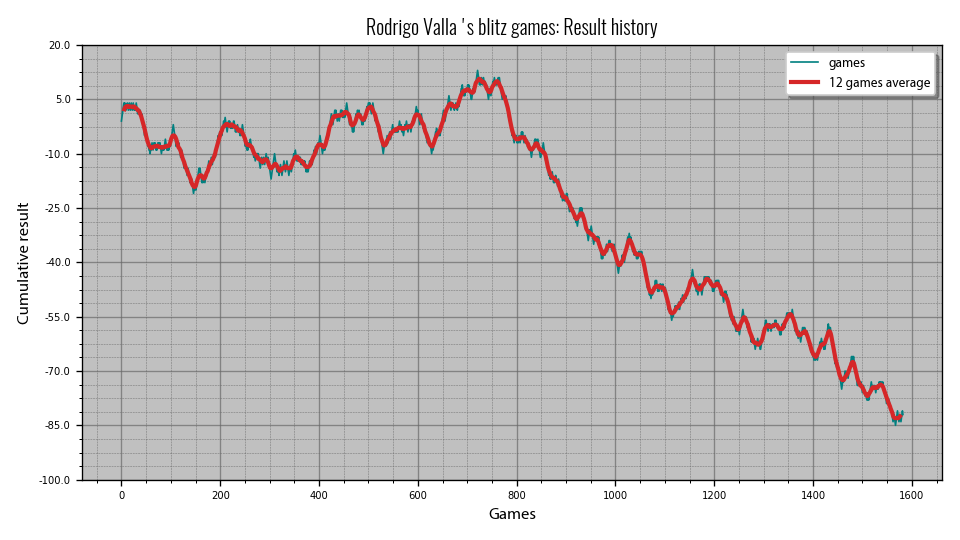 Rodrigo Valla 's blitz games: Result history
games
12 games average
Cumulative result
20.0
5.0
-10.0
-25.0
-40.0
-55.0
-70.0
-85.0
-100.0
0 200 400 600 800 1000 1200 1400 1600
Games